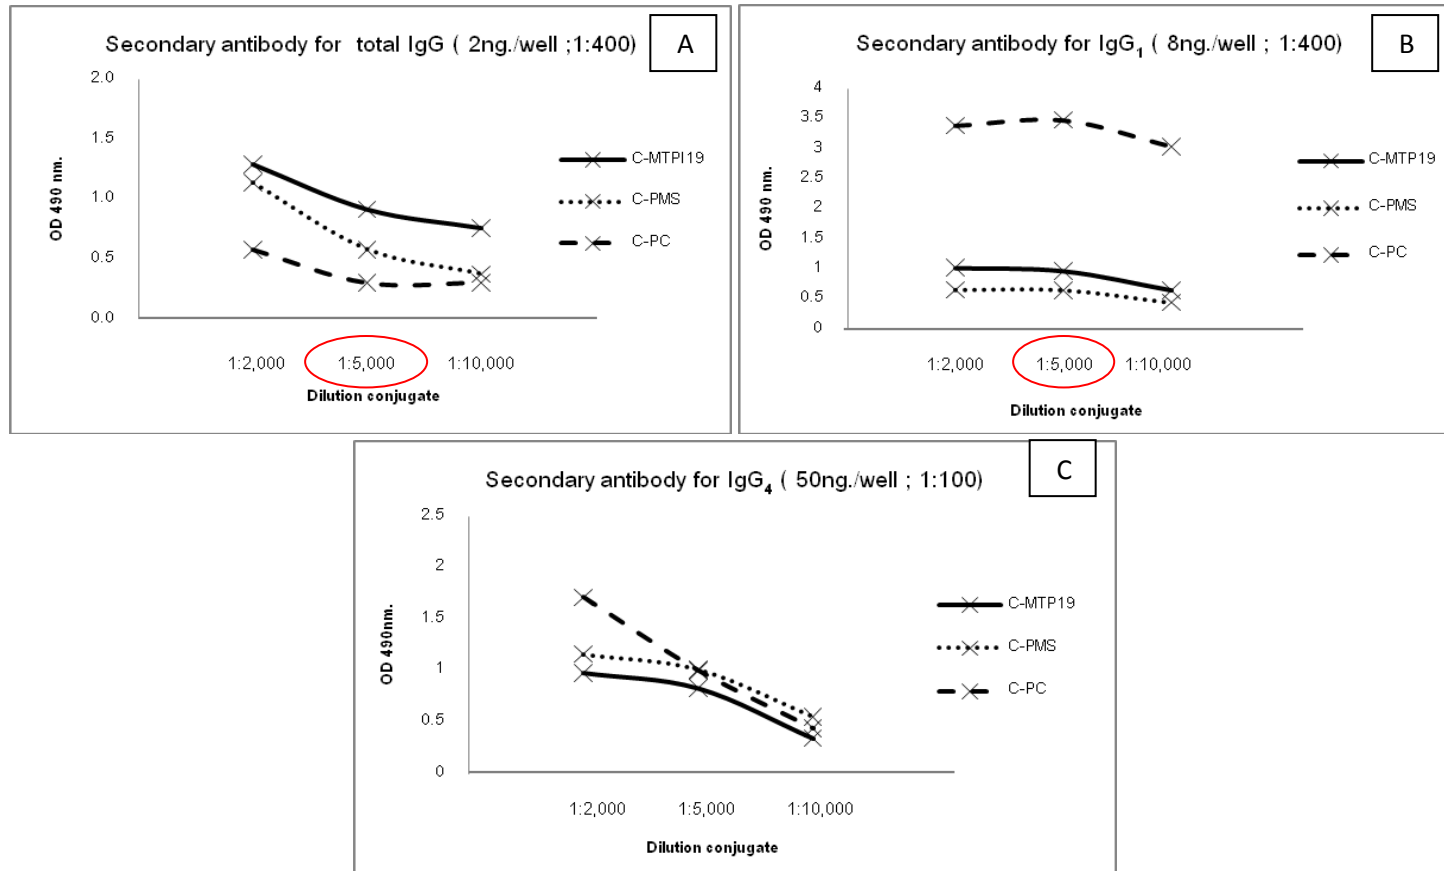 Secondary antibody for total IgG ( 2ng./well ;1:400)
A
2.0
1.5
1.0
0.5
0.0
OD 490 nm.
C-MTPI19
C-PMS
C-PC
1:2,000 1:5,000 1:10,000
Dilution conjugate
Secondary antibody for IgG1 ( 8ng./well ; 1:400)
B
4
3.5
3
2.5
2
1.5
1
0.5
0
OD 490 nm.
C-MTP19
C-PMS
C-PC
1:2,000 1:5,000 1:10,000
Dilution conjugate
Secondary antibody for IgG4 ( 50ng./well ; 1:100)
C
2.5
2
1.5
1
0.5
0
OD 490nm.
C-MTP19
C-PMS
C-PC
1:2,000 1:5,000 1:10,000
Dilution conjugate